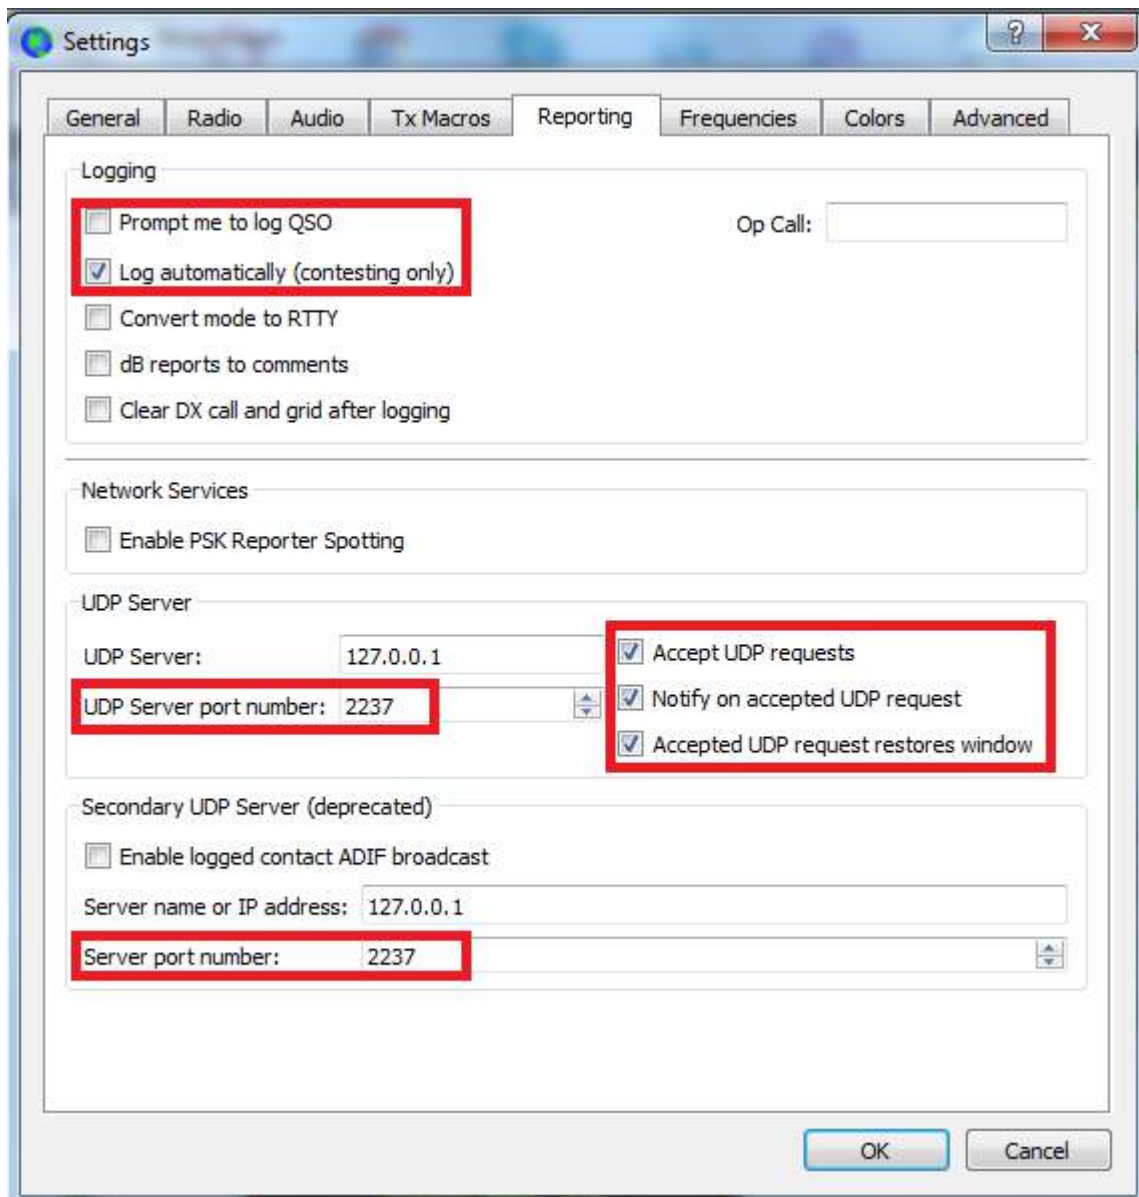 Settings
General Radio Audio Tx Macros Reporting Frequencies Colors Advanced
Logging
Prompt me to log QSO Op Call:
Log automatically (contesting only)
Convert mode to RTTY
dB reports to comments
Clear DX call and grid after logging
Network Services
Enable PSK Reporter Spotting
UDP Server
UDP Server: 127.0.0.1 Accept UDP requests
UDP Server port number: 2237 Notify on accepted UDP request
Accepted UDP request restores window
Secondary UDP Server (deprecated)
Enable logged contact ADIF broadcast
Server name or IP address: 127.0.0.1
Server port number: 2237
OK Cancel